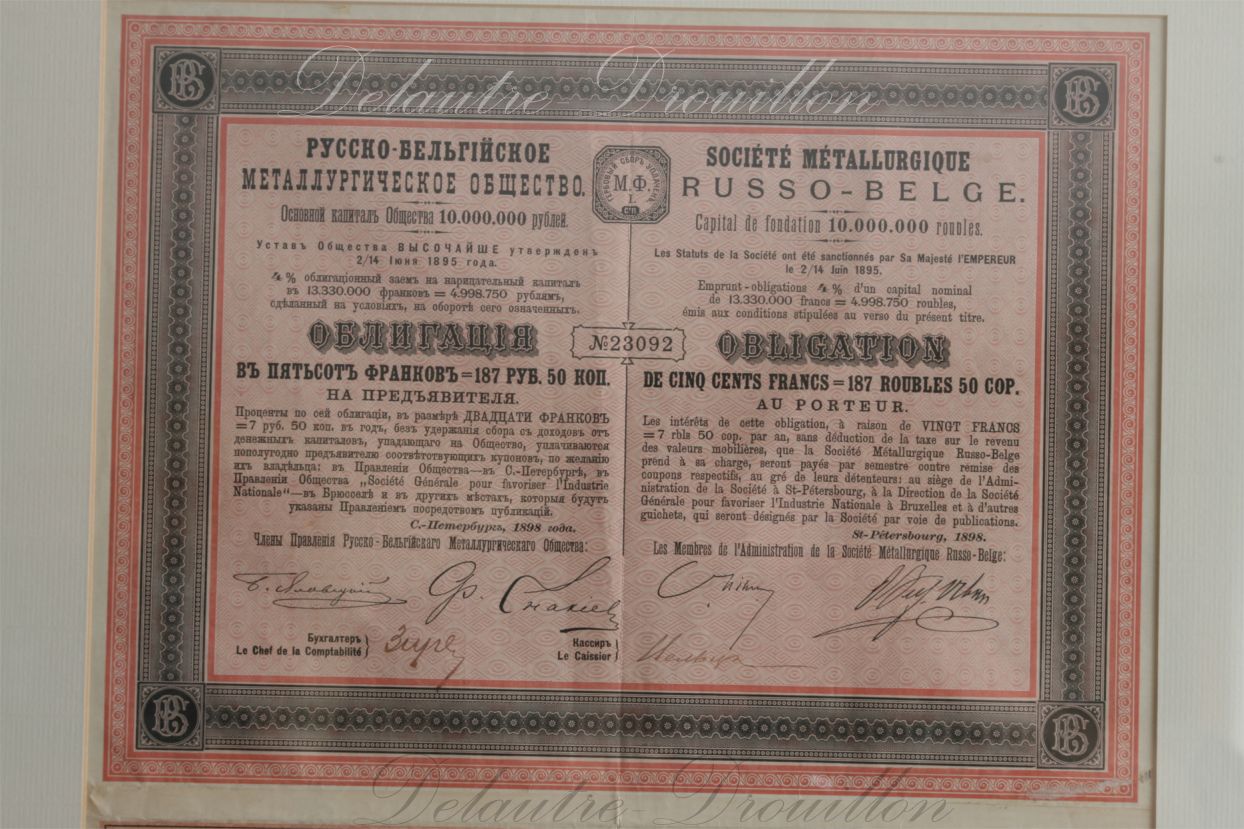 Delautre Drouillon
РУССКО-БЕЛЬГІЙСКОЕ
МЕТАЛЛУРГИЧЕСКОЕ ОБЩЕСТВО.
Основной капиталъ Общества 10.000.000 рублей.
Уставъ Общества ВЫСОЧАЙШЕ утвержденъ
2/14 Іюня 1895 года.
4% облигаціонный заемъ на нарицательный капиталъ
въ 13.330.000 франковъ = 4.998.750 рублямъ,
сдѣланный на условіяхъ, на оборотѣ сего означенныхъ.
ОБЛИГАЦІЯ
ВЪ ПЯТЬСОТЪ ФРАНКОВЪ = 187 РУБ. 50 КОП.
НА ПРЕДЪЯВИТЕЛЯ.
Проценты по сей облигаціи, въ размѣрѣ ДВАДЦАТИ ФРАНКОВЪ
= 7 руб. 50 коп. въ годъ, безъ удержанія сбора съ доходовъ отъ
денежныхъ капиталовъ, упадающаго на Общество, уплачиваются
пополугодно предъявителю соотвѣтствующихъ купоновъ, по желанію
ихъ владѣльца: въ Правленіи Общества—въ С.-Петербургѣ, въ
Правленіи Общества „Société Générale pour favoriser l'Industrie
Nationale“—въ Брюсселѣ и въ другихъ мѣстахъ, которыя будутъ
указаны Правленіемъ посредствомъ публикацій.
С.-Петербургъ, 1898 года.
Члены Правленія Русско-Бельгійскаго Металлургическаго Общества:
Бухгалтеръ
Le Chef de la Comptabilité
Кассиръ
Le Caissier
ГЕРБОВЫЙ СБОРЪ УПЛАЧЕНЪ
М.Ф.
I.
СПБ
№23092
SOCIÉTÉ MÉTALLURGIQUE
RUSSO-BELGE.
Capital de fondation 10.000.000 roubles.
Les Statuts de la Société ont été sanctionnés par Sa Majesté l'EMPEREUR
le 2/14 Juin 1895.
Emprunt-obligations 4% d'un capital nominal
de 13.330.000 francs = 4.998.750 roubles,
émis aux conditions stipulées au verso du présent titre.
OBLIGATION
DE CINQ CENTS FRANCS = 187 ROUBLES 50 COP.
AU PORTEUR.
Les intérêts de cette obligation, à raison de VINGT FRANCS
= 7 rbls 50 cop. par an, sans déduction de la taxe sur le revenu
des valeurs mobilières, que la Société Métallurgique Russo-Belge
prend à sa charge, seront payés par semestre contre remise des
coupons respectifs, au gré de leurs détenteurs: au siège de l'Admi-
nistration de la Société à St-Pétersbourg, à la Direction de la Société
Générale pour favoriser l'Industrie Nationale à Bruxelles et à d'autres
guichets, qui seront désignés par la Société par voie de publications.
St-Pétersbourg, 1898.
Les Membres de l'Administration de la Société Métallurgique Russo-Belge:
Delautre-Drouillon